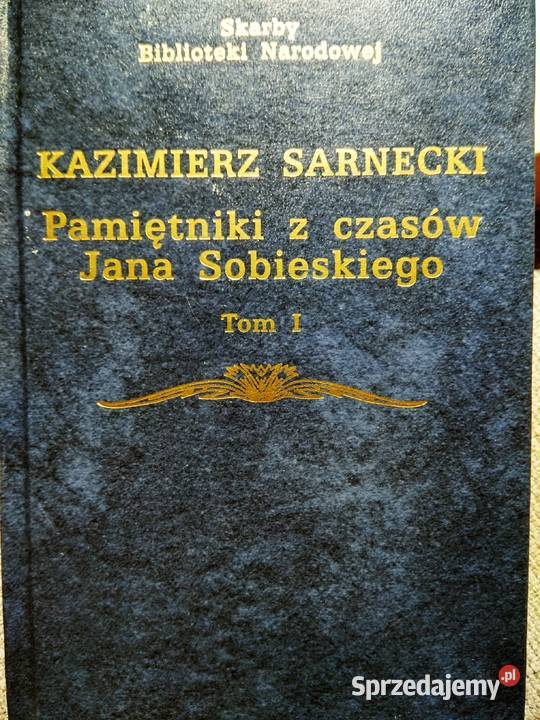 Skarby
Biblioteki Narodowej
KAZIMIERZ SARNECKI
Pamiętniki z czasów
Jana Sobieskiego
Tom I
Sprzedajemy.pl